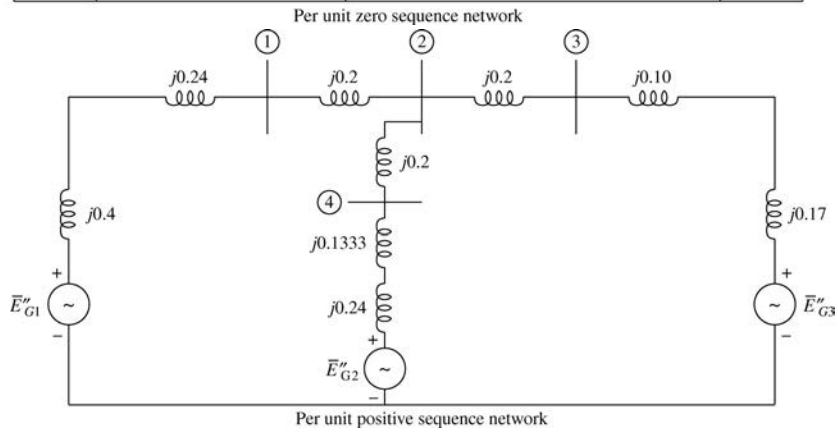 Per unit zero sequence network
① ② ③
j0.24 j0.2 j0.2 j0.10
j0.2
④
j0.4 j0.1333 j0.17
+ +
Ē″G1 ~ j0.24 ~ Ē″G3
− + −
Ē″G2 ~
−
Per unit positive sequence network